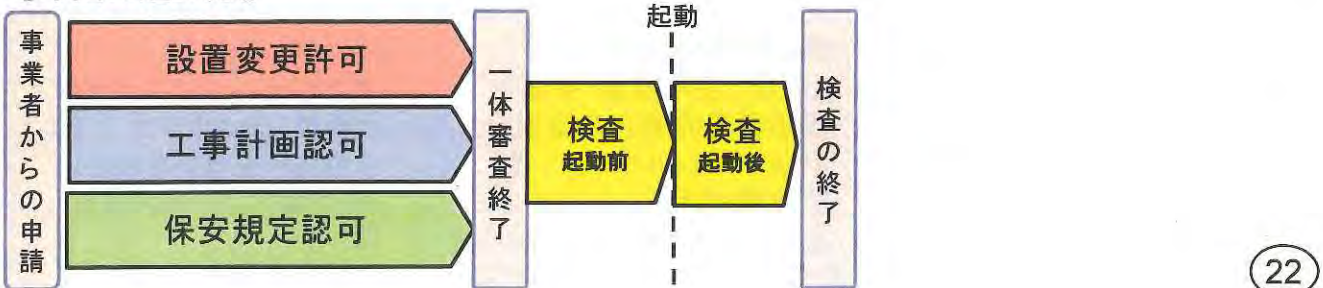 事業者からの申請
設置変更許可
工事計画認可
保安規定認可
一体審査終了
起動
検査
起動前
検査
起動後
検査の終了
22